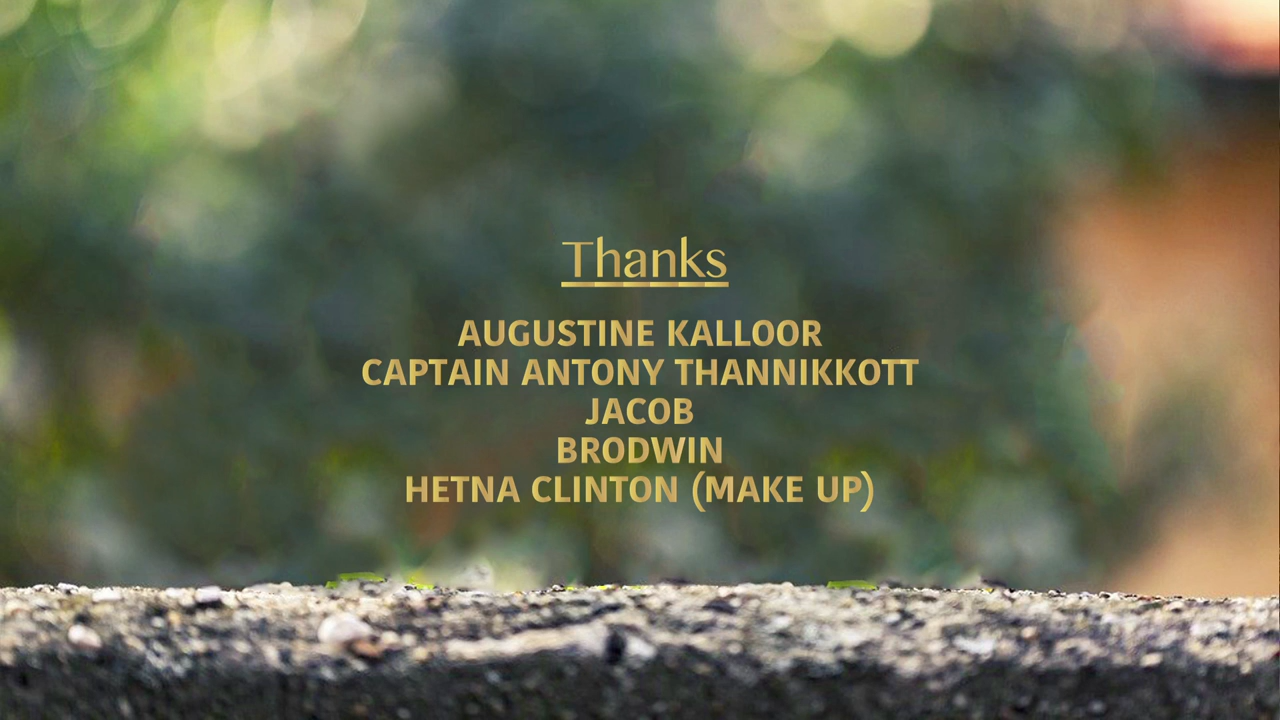 Thanks
AUGUSTINE KALLOOR
CAPTAIN ANTONY THANNIKKOTT
JACOB
BRODWIN
HETNA CLINTON (MAKE UP)